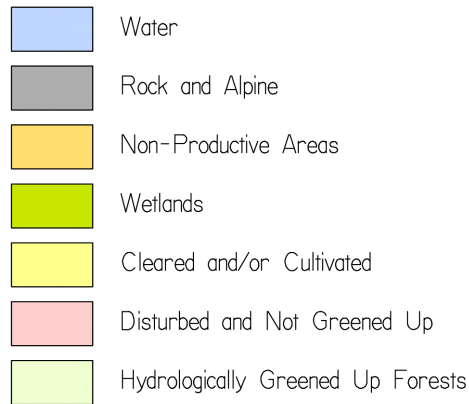 Water
Rock and Alpine
Non-Productive Areas
Wetlands
Cleared and/or Cultivated
Disturbed and Not Greened Up
Hydrologically Greened Up Forests